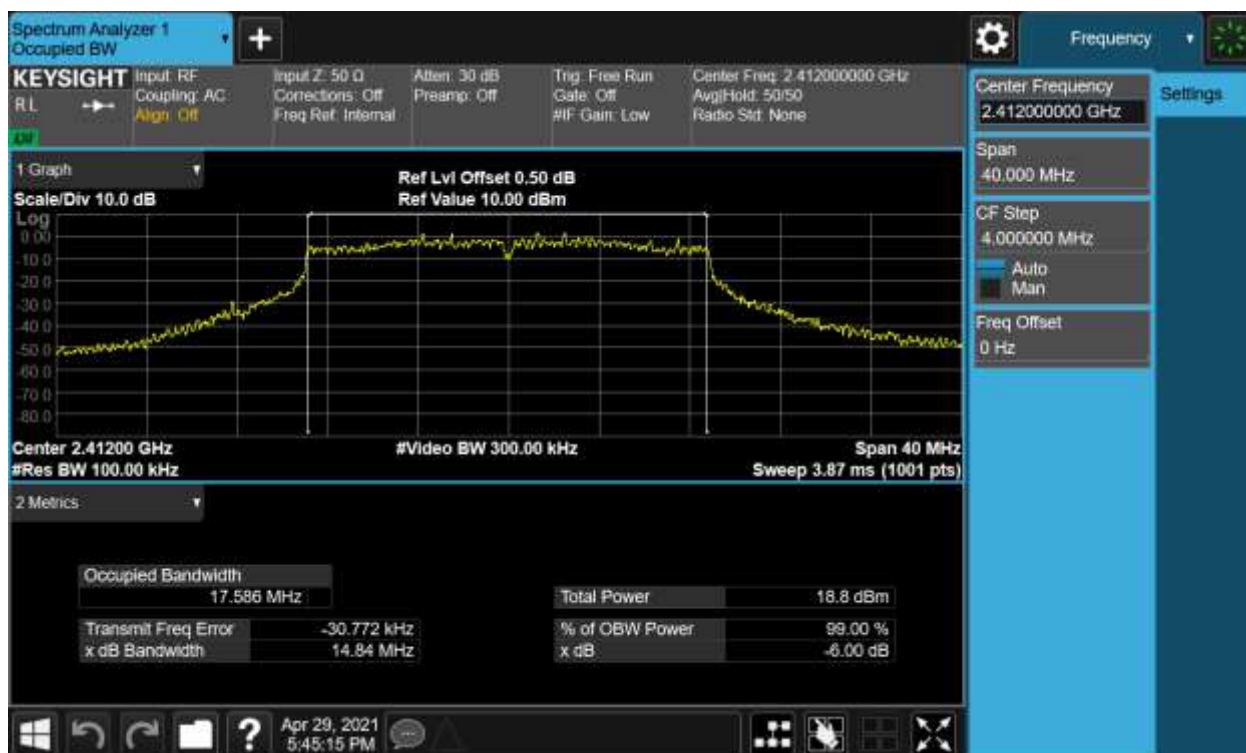 Spectrum Analyzer 1
Occupied BW
+
Frequency
KEYSIGHT
R L
Input: RF
Coupling: AC
Align: Off
Input Z: 50 Ω
Corrections: Off
Freq Ref: Internal
Atten: 30 dB
Preamp: Off
Trig: Free Run
Gate: Off
#IF Gain: Low
Center Freq: 2.412000000 GHz
Avg|Hold: 50/50
Radio Std: None
Center Frequency
2.412000000 GHz
Settings
Span
40.000 MHz
CF Step
4.000000 MHz
Auto
Man
Freq Offset
0 Hz
1 Graph
Scale/Div 10.0 dB
Ref Lvl Offset 0.50 dB
Ref Value 10.00 dBm
Log
0.00
-10.0
-20.0
-30.0
-40.0
-50.0
-60.0
-70.0
-80.0
Center 2.41200 GHz
#Video BW 300.00 kHz
Span 40 MHz
#Res BW 100.00 kHz
Sweep 3.87 ms (1001 pts)
2 Metrics
Occupied Bandwidth
17.586 MHz
Total Power 18.8 dBm
Transmit Freq Error -30.772 kHz
% of OBW Power 99.00 %
x dB Bandwidth 14.84 MHz
x dB -6.00 dB
?
Apr 29, 2021
5:45:15 PM